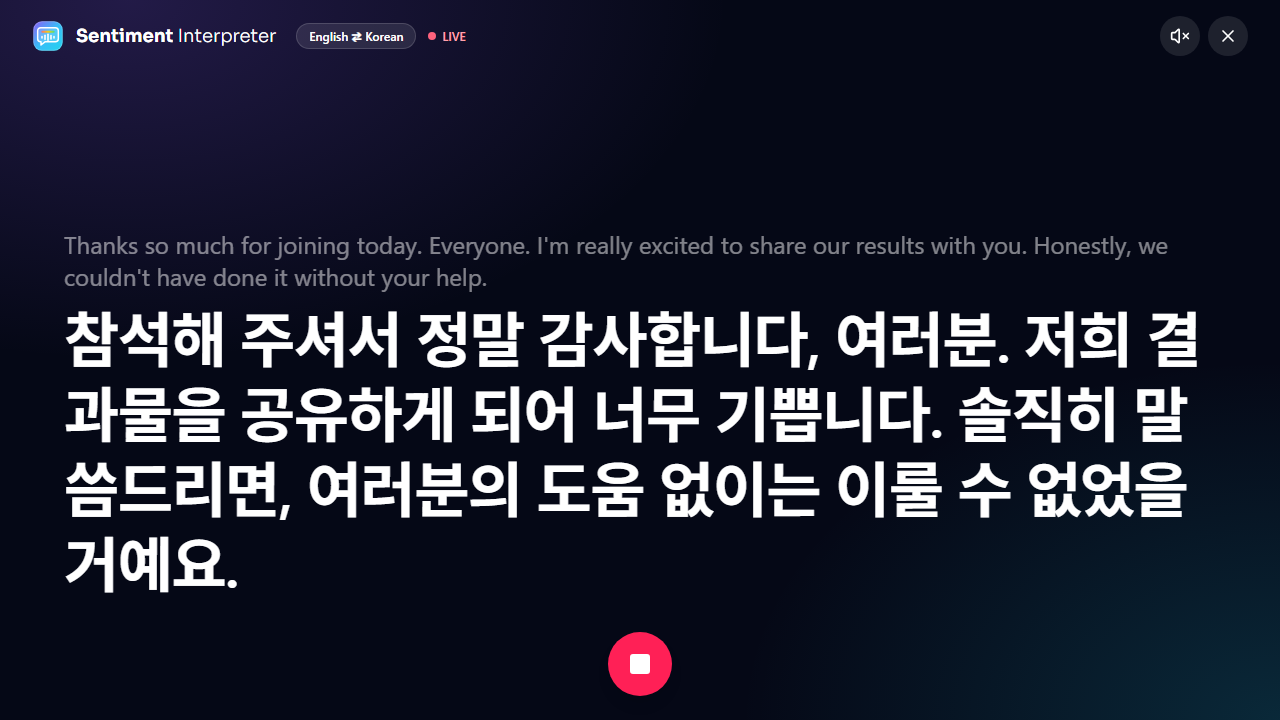 Sentiment Interpreter
English ⇄ Korean
LIVE
Thanks so much for joining today. Everyone. I'm really excited to share our results with you. Honestly, we
couldn't have done it without your help.
참석해 주셔서 정말 감사합니다, 여러분. 저희 결
과물을 공유하게 되어 너무 기쁩니다. 솔직히 말
씀드리면, 여러분의 도움 없이는 이룰 수 없었을
거예요.